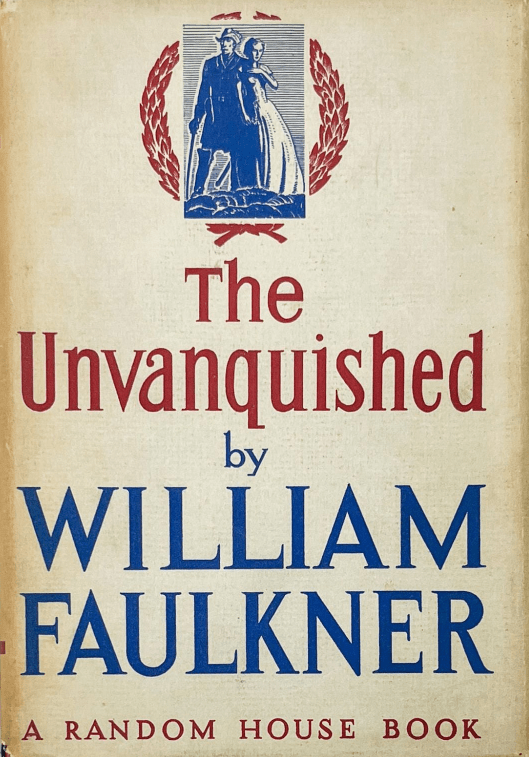 The
Unvanquished
by
WILLIAM
FAULKNER
A RANDOM HOUSE BOOK